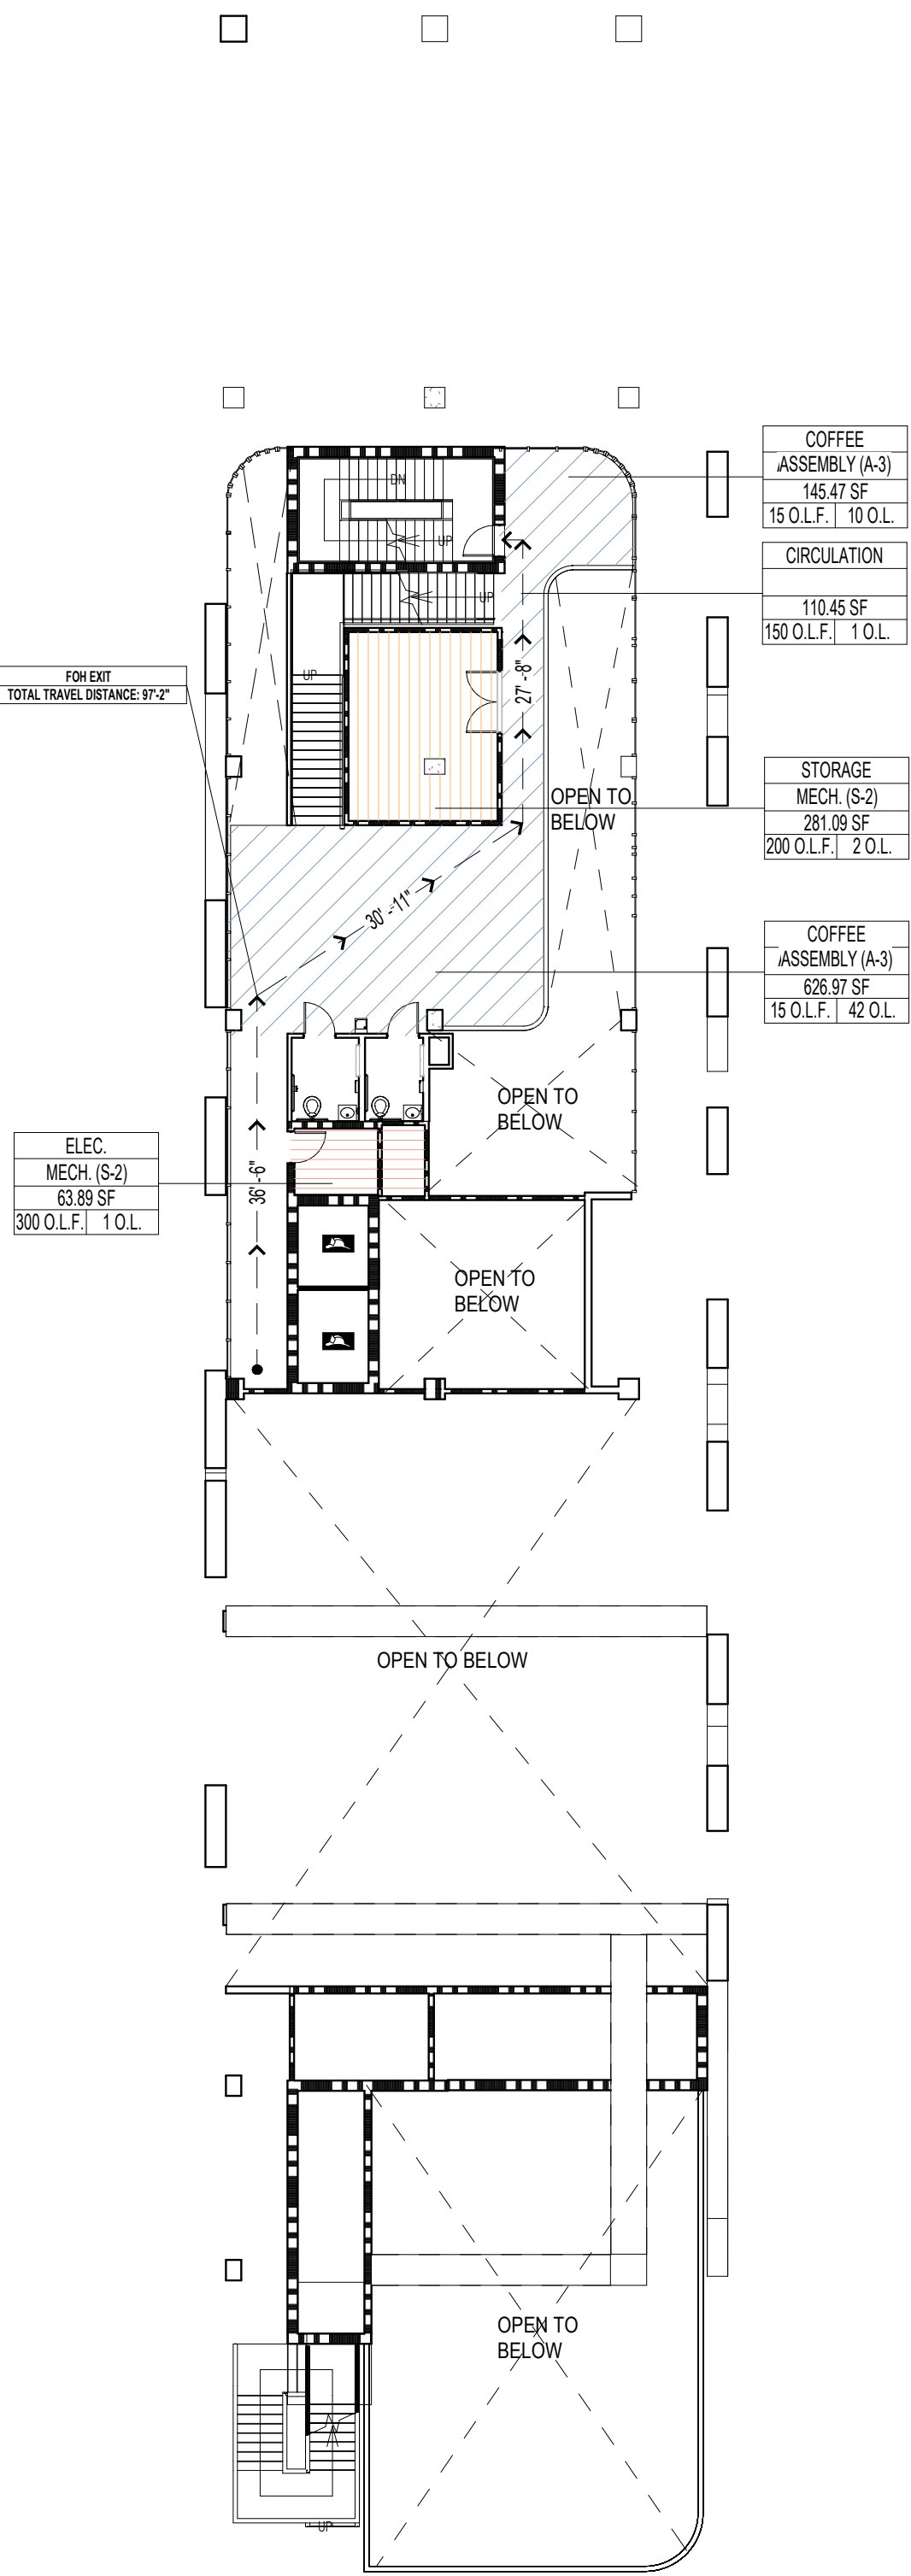 COFFEE
ASSEMBLY (A-3)
145.47 SF
15 O.L.F. 10 O.L.
DN
UP
CIRCULATION
110.45 SF
150 O.L.F. 1 O.L.
UP
UP
27' -8"
FOH EXIT
TOTAL TRAVEL DISTANCE: 97'-2"
STORAGE
MECH. (S-2)
281.09 SF
200 O.L.F. 2 O.L.
OPEN TO
BELOW
30' -11"
COFFEE
ASSEMBLY (A-3)
626.97 SF
15 O.L.F. 42 O.L.
OPEN TO
BELOW
ELEC.
MECH. (S-2)
63.89 SF
300 O.L.F. 1 O.L.
36' -6"
OPEN TO
BELOW
OPEN TO BELOW
OPEN TO
BELOW
UP